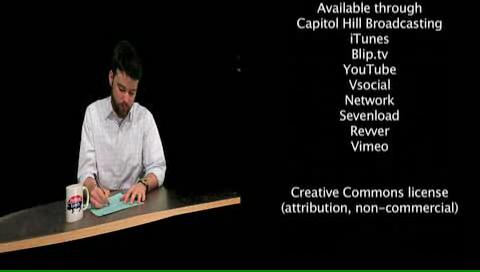 Available through
Capitol Hill Broadcasting
iTunes
Blip.tv
YouTube
Vsocial
Network
Sevenload
Revver
Vimeo
Creative Commons license
(attribution, non-commercial)